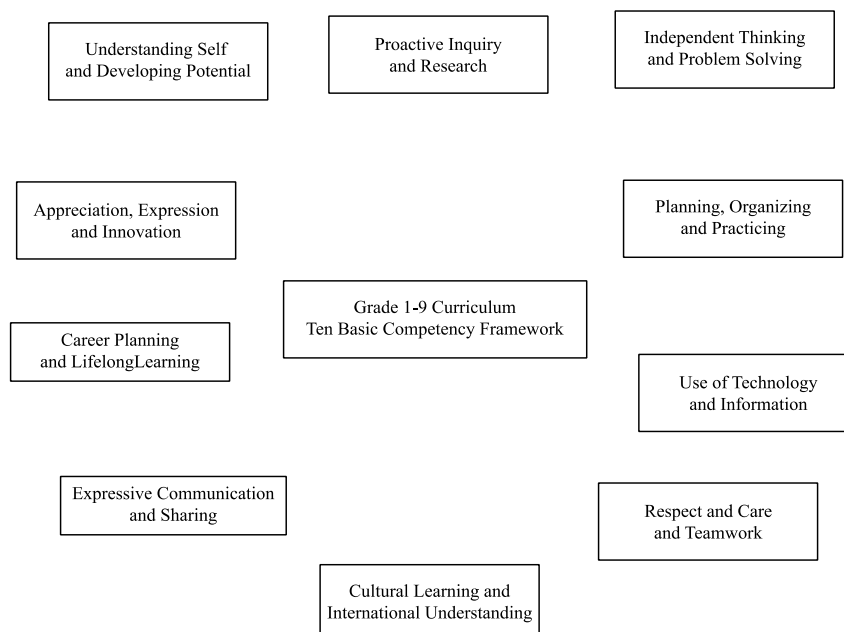 Understanding Self
and Developing Potential
Proactive Inquiry
and Research
Independent Thinking
and Problem Solving
Appreciation, Expression
and Innovation
Planning, Organizing
and Practicing
Grade 1-9 Curriculum
Ten Basic Competency Framework
Career Planning
and LifelongLearning
Use of Technology
and Information
Expressive Communication
and Sharing
Respect and Care
and Teamwork
Cultural Learning and
International Understanding